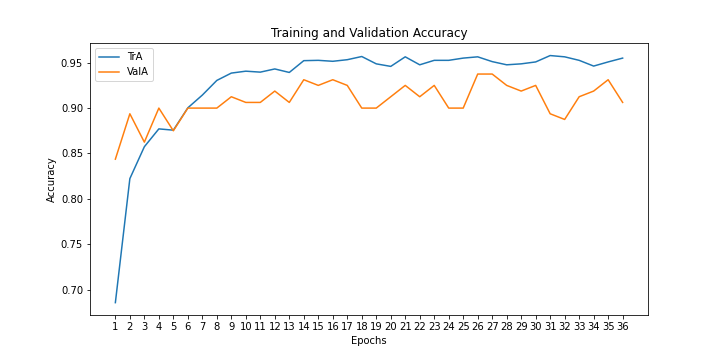 Training and Validation Accuracy
TrA
ValA
0.95
0.90
0.85
0.80
0.75
0.70
Accuracy
1 2 3 4 5 6 7 8 9 10 11 12 13 14 15 16 17 18 19 20 21 22 23 24 25 26 27 28 29 30 31 33 34 35 36
Epochs